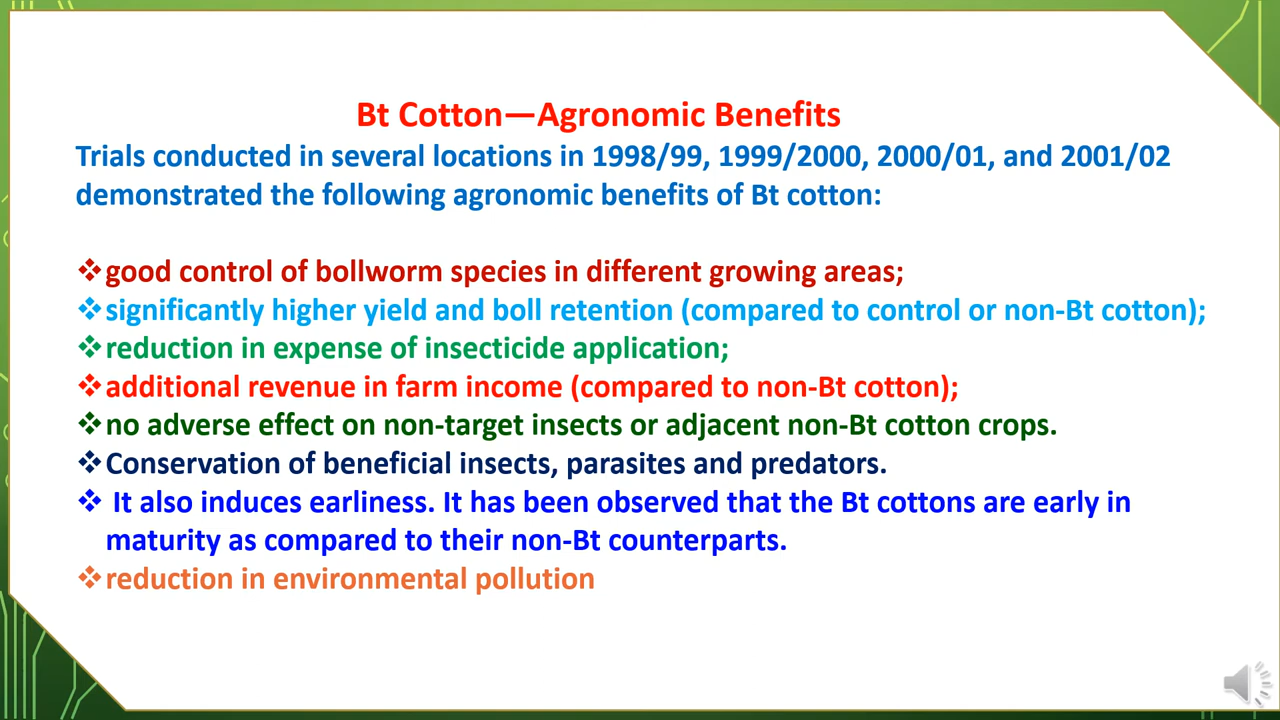 Bt Cotton—Agronomic Benefits
Trials conducted in several locations in 1998/99, 1999/2000, 2000/01, and 2001/02
demonstrated the following agronomic benefits of Bt cotton:
❖good control of bollworm species in different growing areas;
❖significantly higher yield and boll retention (compared to control or non-Bt cotton);
❖reduction in expense of insecticide application;
❖additional revenue in farm income (compared to non-Bt cotton);
❖no adverse effect on non-target insects or adjacent non-Bt cotton crops.
❖Conservation of beneficial insects, parasites and predators.
❖ It also induces earliness. It has been observed that the Bt cottons are early in
maturity as compared to their non-Bt counterparts.
❖reduction in environmental pollution